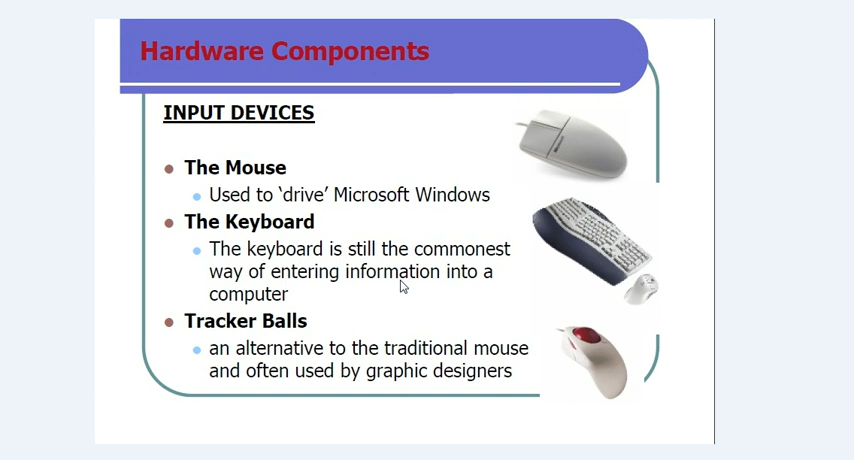 Hardware Components
INPUT DEVICES
The Mouse
Used to ‘drive’ Microsoft Windows
The Keyboard
The keyboard is still the commonest
way of entering information into a
computer
Tracker Balls
an alternative to the traditional mouse
and often used by graphic designers